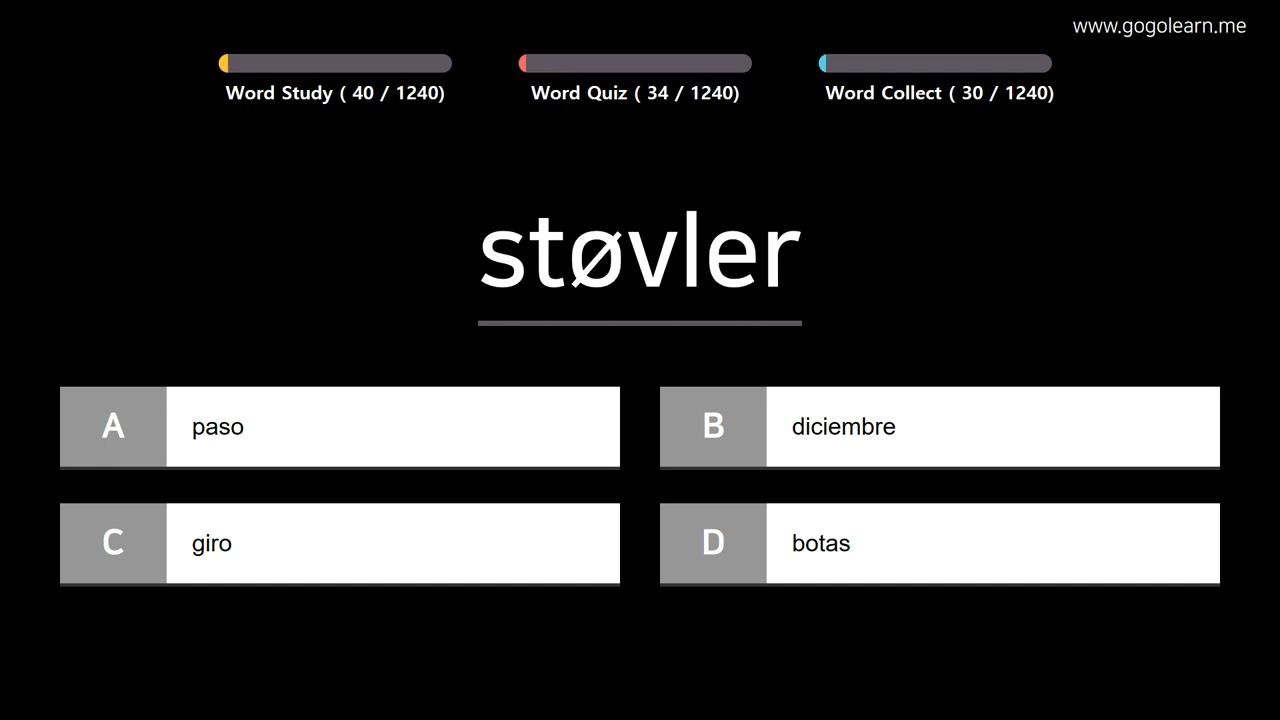 www.gogolearn.me
Word Study ( 40 / 1240)
Word Quiz ( 34 / 1240)
Word Collect ( 30 / 1240)
støvler
A paso
B diciembre
C giro
D botas